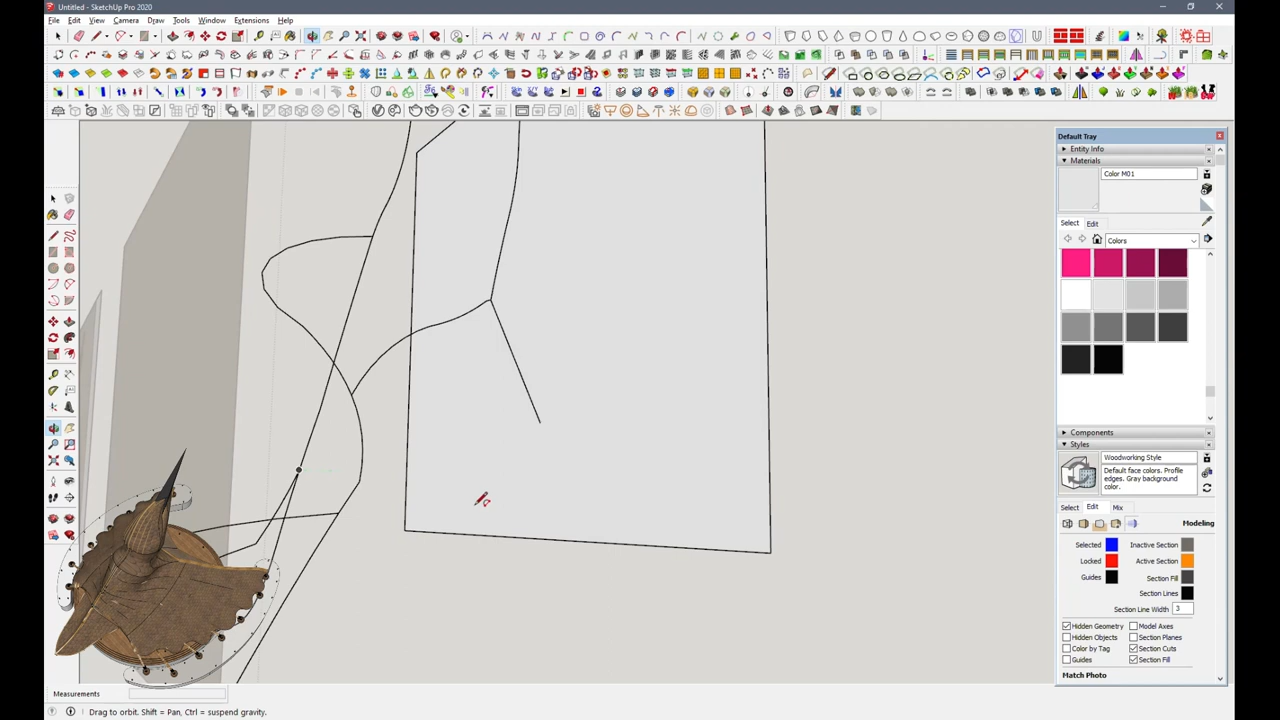 Untitled - SketchUp Pro 2020
File Edit View Camera Draw Tools Window Extensions Help
Default Tray
Entity Info
Materials
Color M01
Select Edit
Colors
Components
Styles
Woodworking Style
Default face colors. Profile
edges. Gray background
color.
Select Edit Mix
Modeling
Selected Inactive Section
Locked Active Section
Guides Section Fill
Section Lines
Section Line Width 3
Hidden Geometry Model Axes
Hidden Objects Section Planes
Color by Tag Section Cuts
Guides Section Fill
Match Photo
Measurements
Drag to orbit. Shift = Pan, Ctrl = suspend gravity.